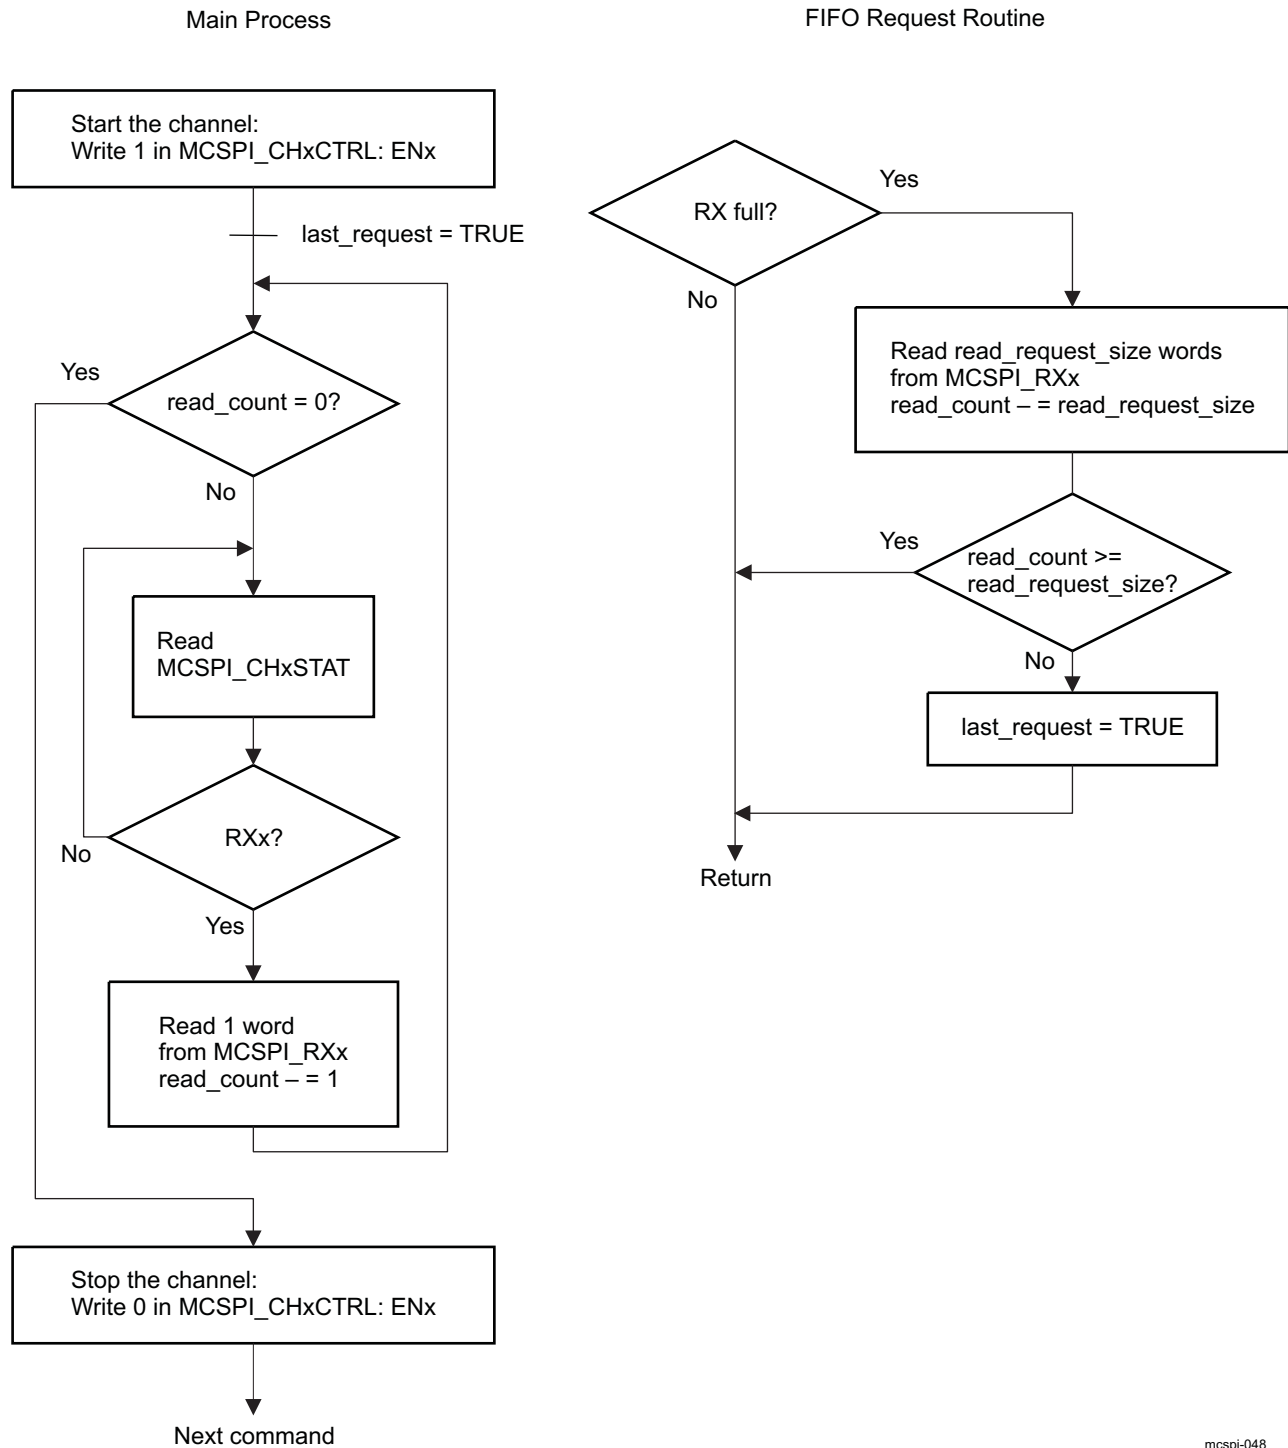 Main Process
Start the channel:
Write 1 in MCSPI_CHxCTRL: ENx
last_request = TRUE
Yes
read_count = 0?
No
Read
MCSPI_CHxSTAT
RXx?
No
Yes
Read 1 word
from MCSPI_RXx
read_count – = 1
Stop the channel:
Write 0 in MCSPI_CHxCTRL: ENx
Next command
FIFO Request Routine
Yes
RX full?
No
Read read_request_size words
from MCSPI_RXx
read_count – = read_request_size
Yes
read_count >=
read_request_size?
No
last_request = TRUE
Return
mcspi-048